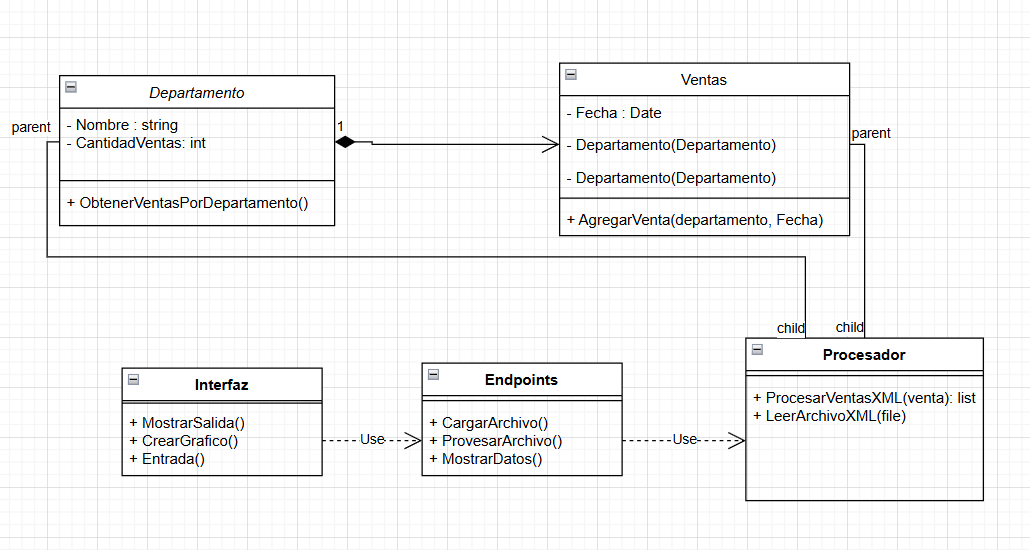 Departamento
parent
- Nombre : string
- CantidadVentas: int
+ ObtenerVentasPorDepartamento()
1
Ventas
- Fecha : Date
- Departamento(Departamento)
- Departamento(Departamento)
+ AgregarVenta(departamento, Fecha)
parent
child
child
Interfaz
+ MostrarSalida()
+ CrearGrafico()
+ Entrada()
Use
Endpoints
+ CargarArchivo()
+ ProvesarArchivo()
+ MostrarDatos()
Use
Procesador
+ ProcesarVentasXML(venta): list
+ LeerArchivoXML(file)